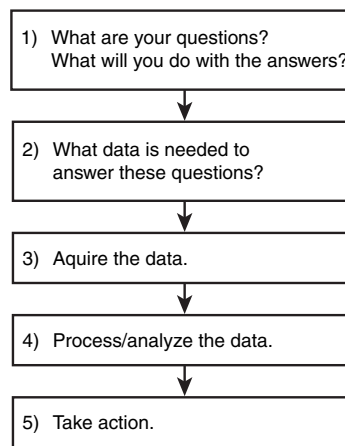 1) What are your questions?
What will you do with the answers?
2) What data is needed to
answer these questions?
3) Aquire the data.
4) Process/analyze the data.
5) Take action.